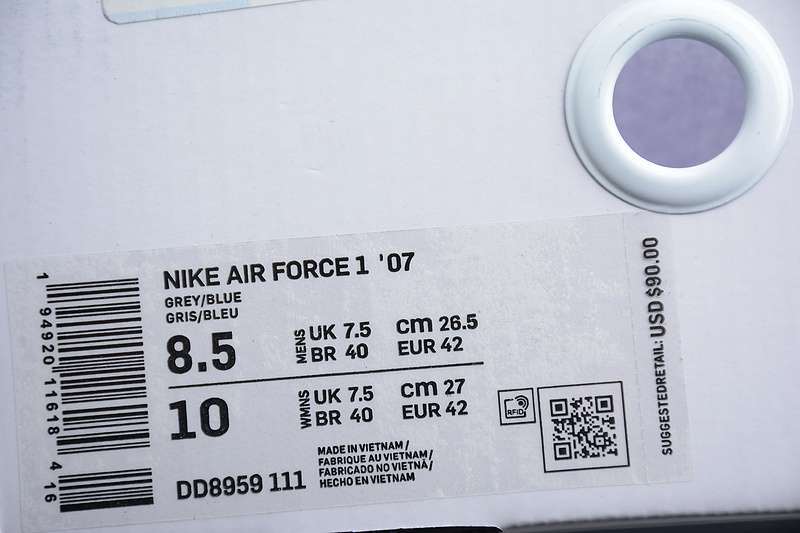 NIKE AIR FORCE 1 '07
GREY/BLUE
GRIS/BLEU
8.5
MENS
UK 7.5
BR 40
cm 26.5
EUR 42
10
WMNS
UK 7.5
BR 40
cm 27
EUR 42
RFID
DD8959 111
MADE IN VIETNAM/
FABRIQUE AU VIETNAM/
FABRICADO NO VIETNÃ/
HECHO EN VIETNAM
1 94920 11618 4 16
SUGGESTEDRETAIL: USD $90.00